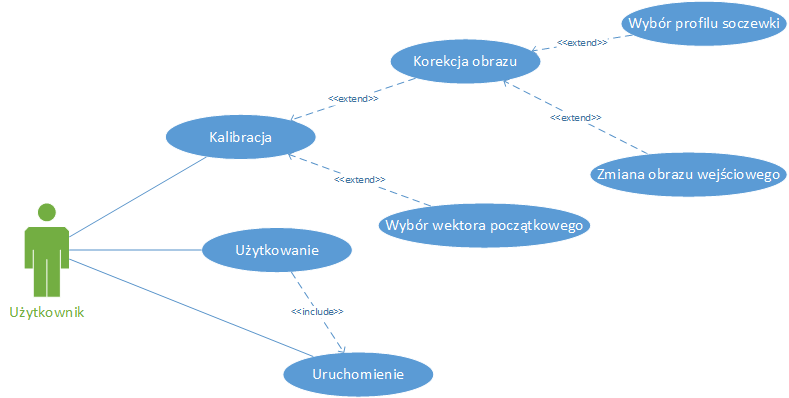 Wybór profilu soczewki
<<extend>>
Korekcja obrazu
<<extend>>
<<extend>>
Kalibracja
Zmiana obrazu wejściowego
<<extend>>
Wybór wektora początkowego
Użytkowanie
Użytkownik
<<include>>
Uruchomienie